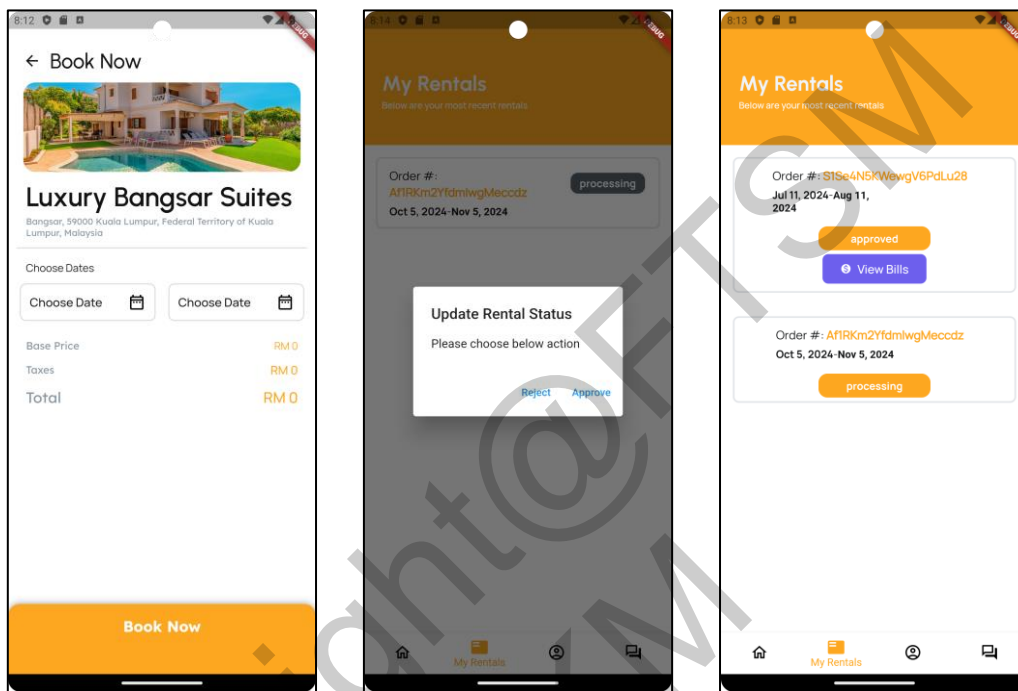 8:12
DEBUG
← Book Now
Luxury Bangsar Suites
Bangsar, 59000 Kuala Lumpur, Federal Territory of Kuala
Lumpur, Malaysia
Choose Dates
Choose Date
Choose Date
Base Price RM 0
Taxes RM 0
Total RM 0
Book Now
8:14
DEBUG
My Rentals
Below are your most recent rentals
Order #:
Af1RKm2YfdmIwgMeccdz
processing
Oct 5, 2024-Nov 5, 2024
Update Rental Status
Please choose below action
Reject Approve
My Rentals
8:13
DEBUG
My Rentals
Below are your most recent rentals
Order #: S1Se4N5KWewgV6PdLu28
Jul 11, 2024-Aug 11,
2024
approved
View Bills
Order #: Af1RKm2YfdmIwgMeccdz
Oct 5, 2024-Nov 5, 2024
processing
My Rentals
ight@FTSM